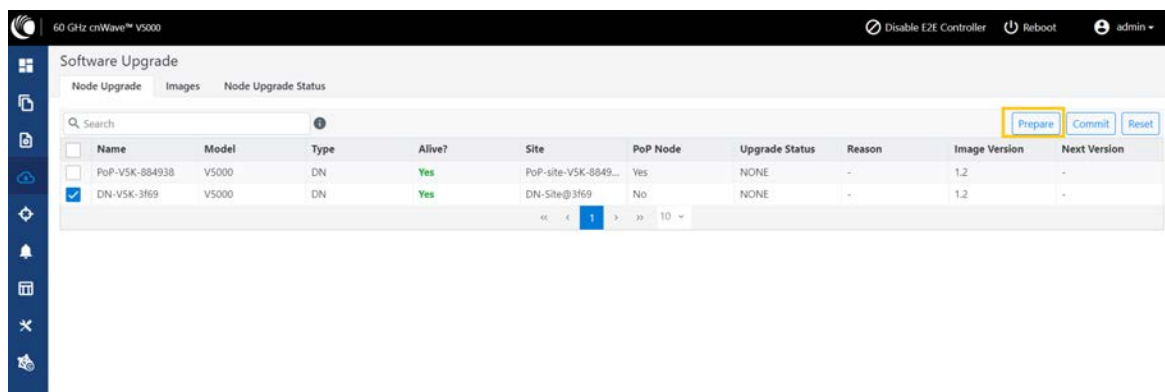 60 GHz cnWave™ V5000 Disable E2E Controller Reboot admin
Software Upgrade
Node Upgrade Images Node Upgrade Status
Search Prepare Commit Reset
Name Model Type Alive? Site PoP Node Upgrade Status Reason Image Version Next Version
PoP-V5K-884938 V5000 DN Yes PoP-site-V5K-8849... Yes NONE - 1.2 -
DN-V5K-3f69 V5000 DN Yes DN-Site@3f69 No NONE - 1.2 -
« ‹ 1 › » 10